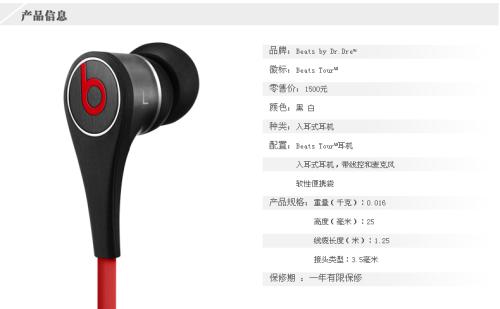 产品信息
品牌：Beats by Dr.Dre™
徽标：Beats Tour™
零售价：1500元
颜色：黑 白
种类：入耳式耳机
配置：Beats Tour™耳机
入耳式耳机，带线控和麦克风
软性便携袋
产品规格：重量（千克）：0.016
高度（毫米）：25
线缆长度（米）：1.25
接头类型：3.5毫米
保修期 ：一年有限保修
b
L